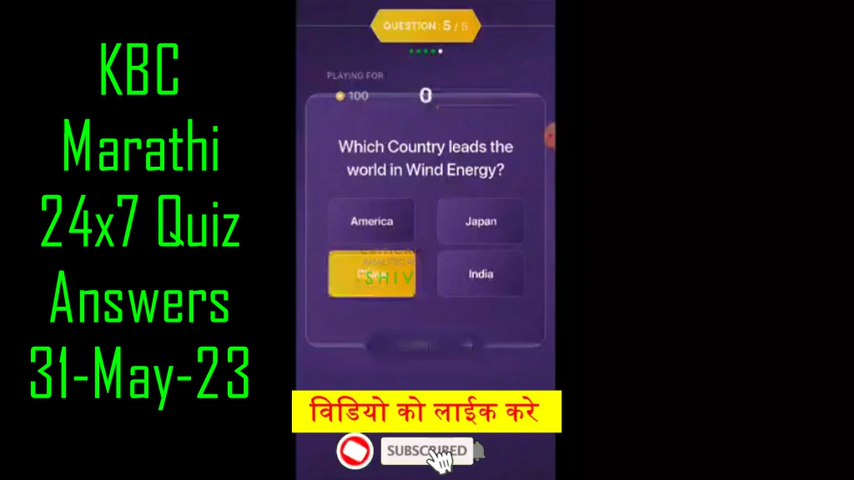 KBC
Marathi
24x7 Quiz
Answers
31-May-23
QUESTION: 5 / 5
PLAYING FOR
100
0
Which Country leads the
world in Wind Energy?
America
Japan
SHIV
India
विडियो को लाईक करे
SUBSCRIBED